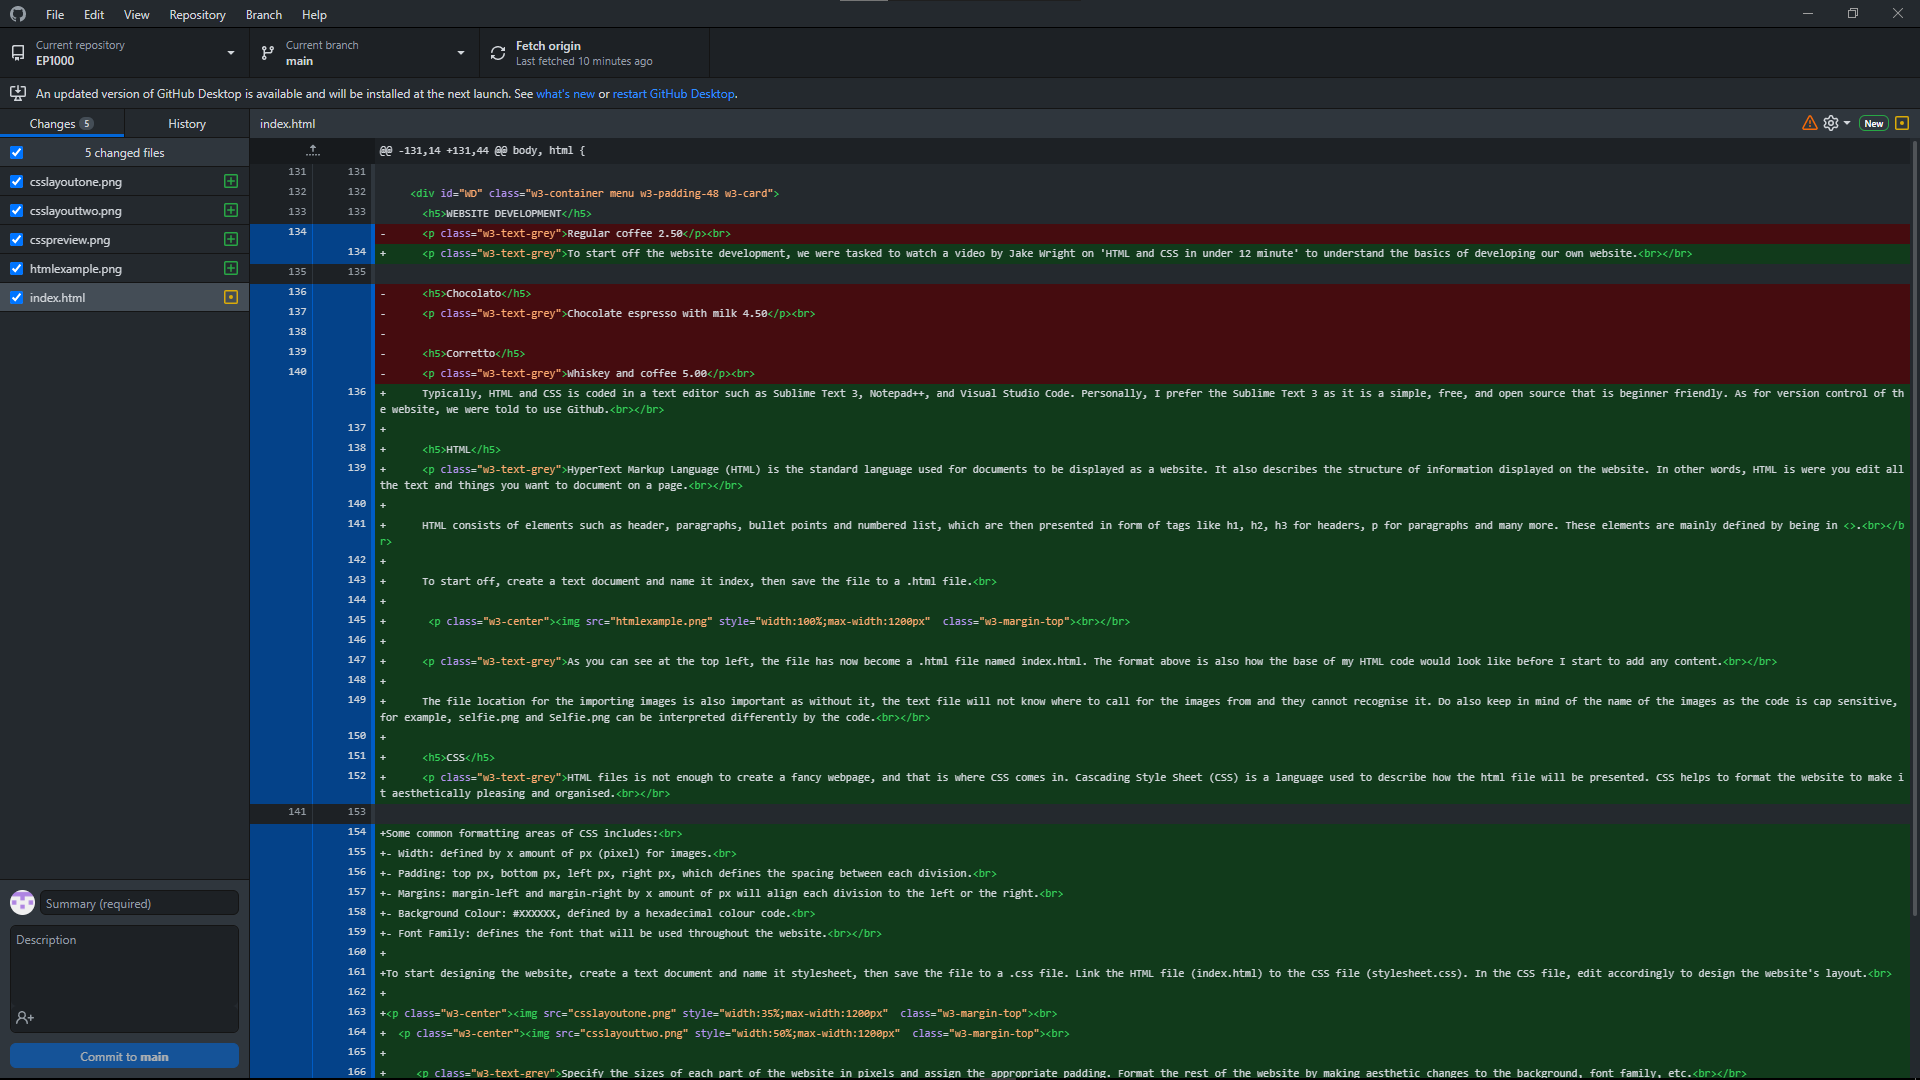 File Edit View Repository Branch Help
Current repository
EP1000
Current branch
main
Fetch origin
Last fetched 10 minutes ago
An updated version of GitHub Desktop is available and will be installed at the next launch. See what's new or restart GitHub Desktop.
Changes 5
History
index.html
New
5 changed files
csslayoutone.png
csslayouttwo.png
csspreview.png
htmlexample.png
index.html
@@ -131,14 +131,44 @@ body, html {
131 131
132 132 <div id="WD" class="w3-container menu w3-padding-48 w3-card">
133 133 <h5>WEBSITE DEVELOPMENT</h5>
134 - <p class="w3-text-grey">Regular coffee 2.50</p><br>
134 + <p class="w3-text-grey">To start off the website development, we were tasked to watch a video by Jake Wright on 'HTML and CSS in under 12 minute' to understand the basics of developing our own website.<br></br>
135 135
136 - <h5>Chocolato</h5>
137 - <p class="w3-text-grey">Chocolate espresso with milk 4.50</p><br>
138 -
139 - <h5>Corretto</h5>
140 - <p class="w3-text-grey">Whiskey and coffee 5.00</p><br>
136 + Typically, HTML and CSS is coded in a text editor such as Sublime Text 3, Notepad++, and Visual Studio Code. Personally, I prefer the Sublime Text 3 as it is a simple, free, and open source that is beginner friendly. As for version control of th
e website, we were told to use Github.<br></br>
137 +
138 + <h5>HTML</h5>
139 + <p class="w3-text-grey">HyperText Markup Language (HTML) is the standard language used for documents to be displayed as a website. It also describes the structure of information displayed on the website. In other words, HTML is were you edit all
the text and things you want to document on a page.<br></br>
140 +
141 + HTML consists of elements such as header, paragraphs, bullet points and numbered list, which are then presented in form of tags like h1, h2, h3 for headers, p for paragraphs and many more. These elements are mainly defined by being in <>.<br></b
r>
142 +
143 + To start off, create a text document and name it index, then save the file to a .html file.<br>
144 +
145 + <p class="w3-center"><img src="htmlexample.png" style="width:100%;max-width:1200px" class="w3-margin-top"><br></br>
146 +
147 + <p class="w3-text-grey">As you can see at the top left, the file has now become a .html file named index.html. The format above is also how the base of my HTML code would look like before I start to add any content.<br></br>
148 +
149 + The file location for the importing images is also important as without it, the text file will not know where to call for the images from and they cannot recognise it. Do also keep in mind of the name of the images as the code is cap sensitive,
for example, selfie.png and Selfie.png can be interpreted differently by the code.<br></br>
150 +
151 + <h5>CSS</h5>
152 + <p class="w3-text-grey">HTML files is not enough to create a fancy webpage, and that is where CSS comes in. Cascading Style Sheet (CSS) is a language used to describe how the html file will be presented. CSS helps to format the website to make i
t aesthetically pleasing and organised.<br></br>
141 153
154 +Some common formatting areas of CSS includes:<br>
155 +- Width: defined by x amount of px (pixel) for images.<br>
156 +- Padding: top px, bottom px, left px, right px, which defines the spacing between each division.<br>
157 +- Margins: margin-left and margin-right by x amount of px will align each division to the left or the right.<br>
158 +- Background Colour: #XXXXXX, defined by a hexadecimal colour code.<br>
159 +- Font Family: defines the font that will be used throughout the website.<br></br>
160 +
161 +To start designing the website, create a text document and name it stylesheet, then save the file to a .css file. Link the HTML file (index.html) to the CSS file (stylesheet.css). In the CSS file, edit accordingly to design the website's layout.<br>
162 +
163 +<p class="w3-center"><img src="csslayoutone.png" style="width:35%;max-width:1200px" class="w3-margin-top"><br>
164 + <p class="w3-center"><img src="csslayouttwo.png" style="width:50%;max-width:1200px" class="w3-margin-top"><br>
165 +
166 + <p class="w3-text-grey">Specify the sizes of each part of the website in pixels and assign the appropriate padding. Format the rest of the website by making aesthetic changes to the background, font family, etc.<br></br>
Summary (required)
Description
Commit to main